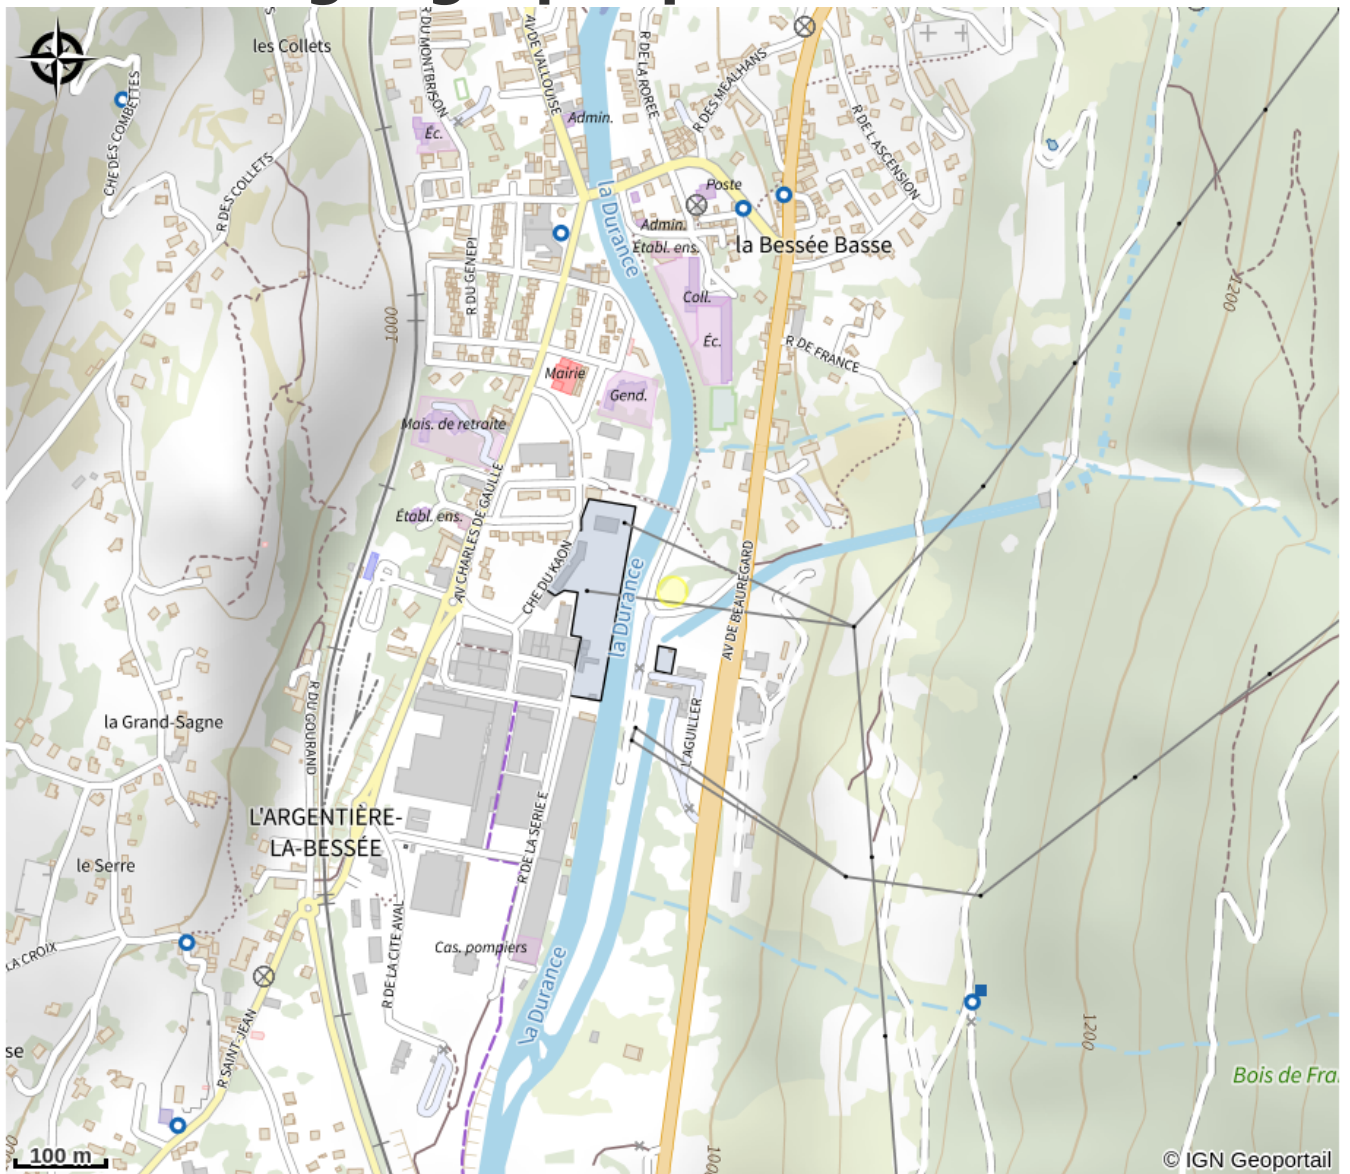 les Collets
R DU MONTBRISON
AV DE VALLOUISE
R DE LA ROREE
R DES MEALHANS
CHE DES COMBETTES
Admin.
Éc.
R DE L'ASCENSION
R DES COLLETS
Poste
la Durance
Admin.
Établ. ens.
la Bessée Basse
R DU GENEPI
Coll.
1200
1000
Éc.
R DE FRANCE
Mairie
Gend.
Mais. de retraite
AV CHARLES DE GAULLE
Établ. ens.
CHE DU KAON
la Durance
AV DE BEAUREGARD
R DU GOURAND
la Grand-Sagne
L'AGUILLER
L'ARGENTIÈRE-
LA-BESSÉE
R DE LA SERIE E
le Serre
R DE LA CITE AVAL
Cas. pompiers
LA CROIX
la Durance
R SAINT-JEAN
1200
se
Bois de Fra
100 m
© IGN Geoportail